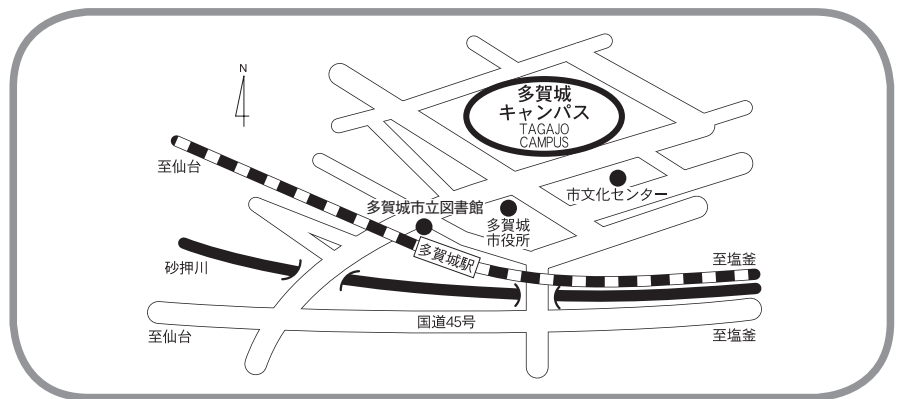 N
多賀城
キャンパス
TAGAJO
CAMPUS
至仙台
市文化センター
多賀城市立図書館
多賀城
市役所
多賀城駅
砂押川
至塩釜
国道45号
至仙台
至塩釜